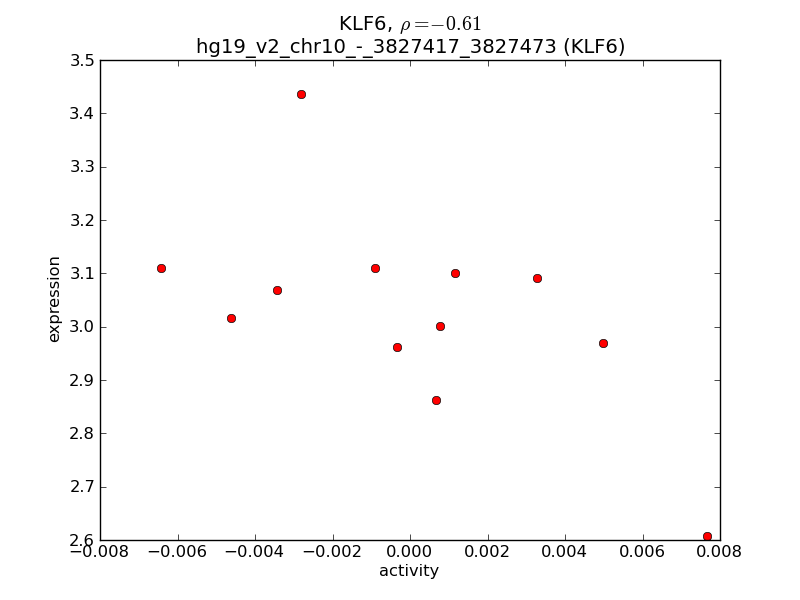 KLF6, ρ=−0.61
hg19_v2_chr10_-_3827417_3827473 (KLF6)
3.5
3.4
3.3
3.2
3.1
3.0
2.9
2.8
2.7
2.6
expression
−0.008 −0.006 −0.004 −0.002 0.000 0.002 0.004 0.006 0.008
activity